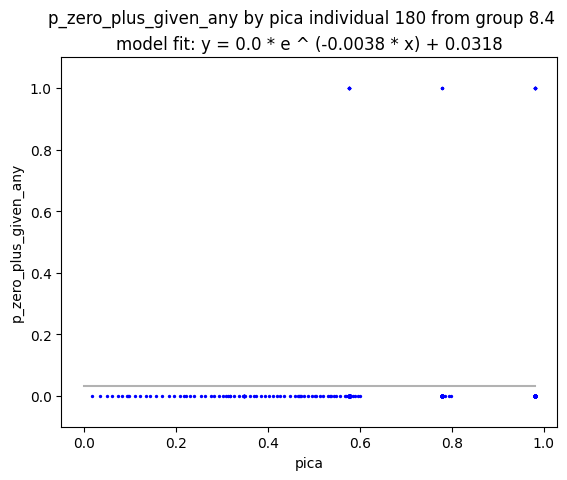 p_zero_plus_given_any by pica individual 180 from group 8.4
model fit: y = 0.0 * e ^ (-0.0038 * x) + 0.0318
1.0
0.8
0.6
0.4
0.2
0.0
p_zero_plus_given_any
0.0 0.2 0.4 0.6 0.8 1.0
pica